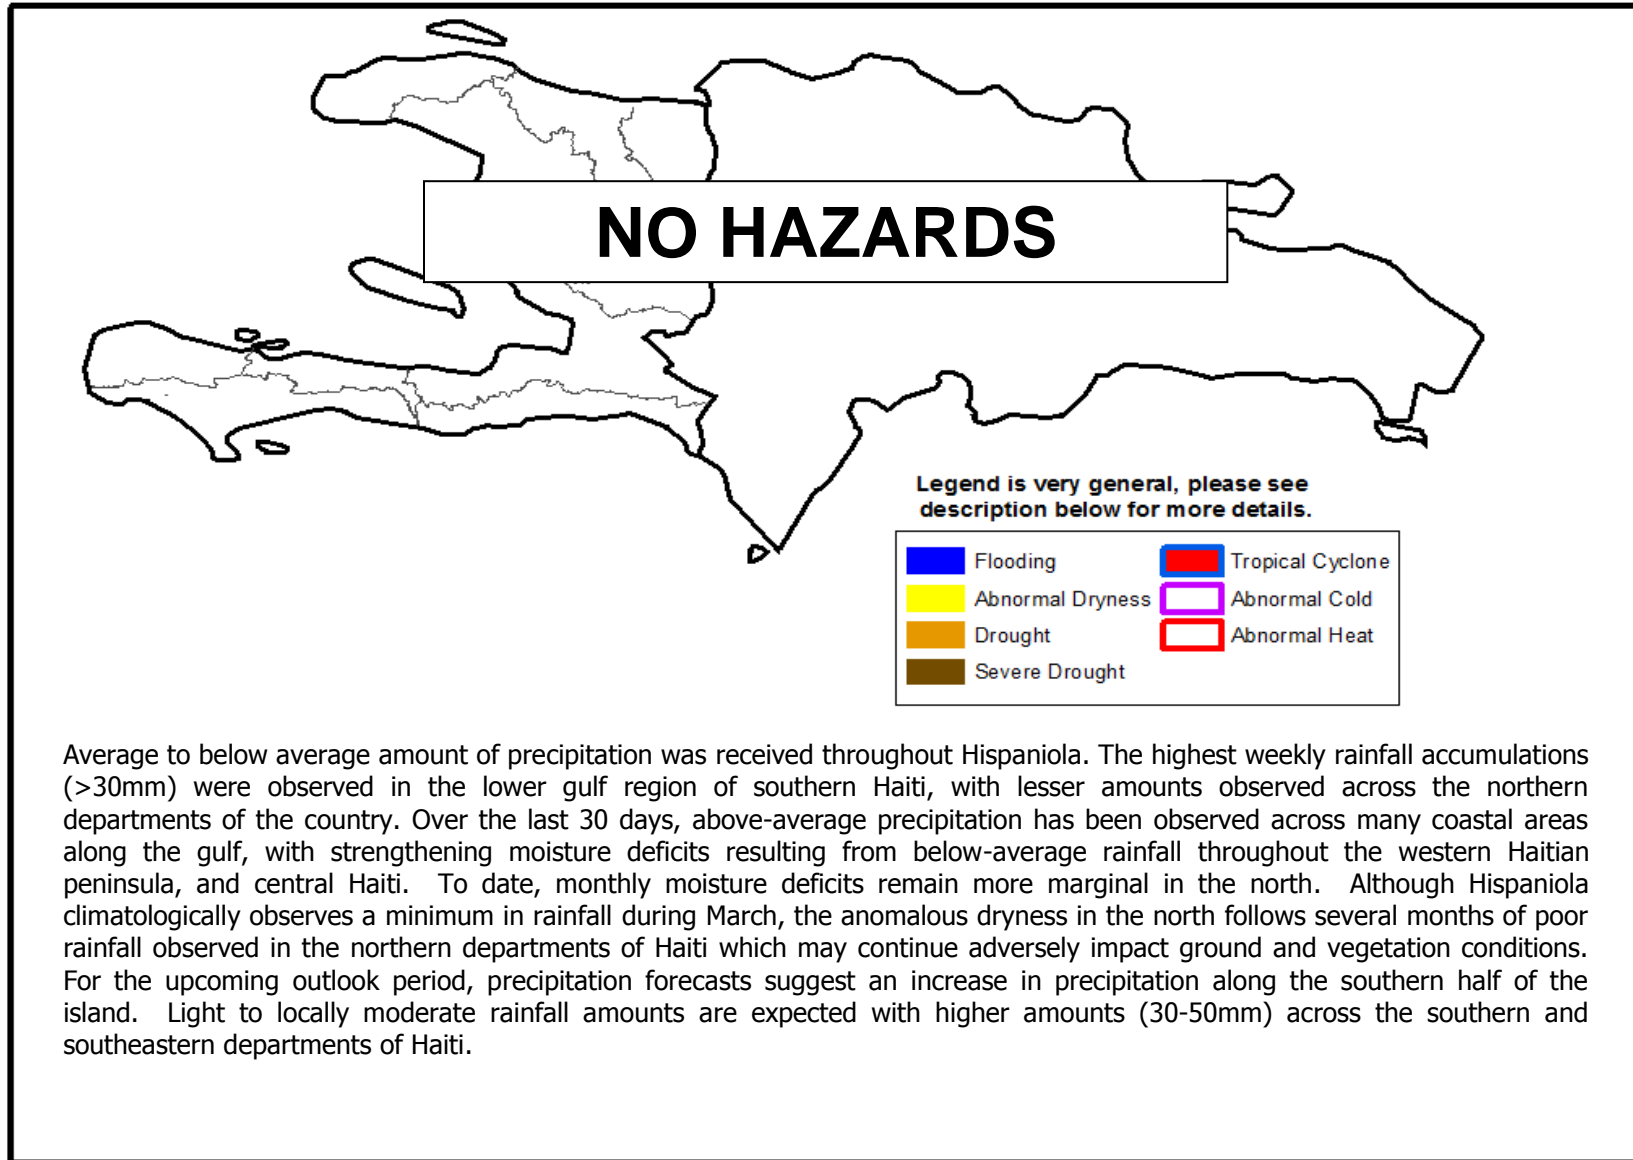 NO HAZARDS
Legend is very general, please see
description below for more details.
Flooding
Tropical Cyclone
Abnormal Dryness
Abnormal Cold
Drought
Abnormal Heat
Severe Drought
Average to below average amount of precipitation was received throughout Hispaniola. The highest weekly rainfall accumulations
(>30mm) were observed in the lower gulf region of southern Haiti, with lesser amounts observed across the northern
departments of the country. Over the last 30 days, above-average precipitation has been observed across many coastal areas
along the gulf, with strengthening moisture deficits resulting from below-average rainfall throughout the western Haitian
peninsula, and central Haiti. To date, monthly moisture deficits remain more marginal in the north. Although Hispaniola
climatologically observes a minimum in rainfall during March, the anomalous dryness in the north follows several months of poor
rainfall observed in the northern departments of Haiti which may continue adversely impact ground and vegetation conditions.
For the upcoming outlook period, precipitation forecasts suggest an increase in precipitation along the southern half of the
island. Light to locally moderate rainfall amounts are expected with higher amounts (30-50mm) across the southern and
southeastern departments of Haiti.